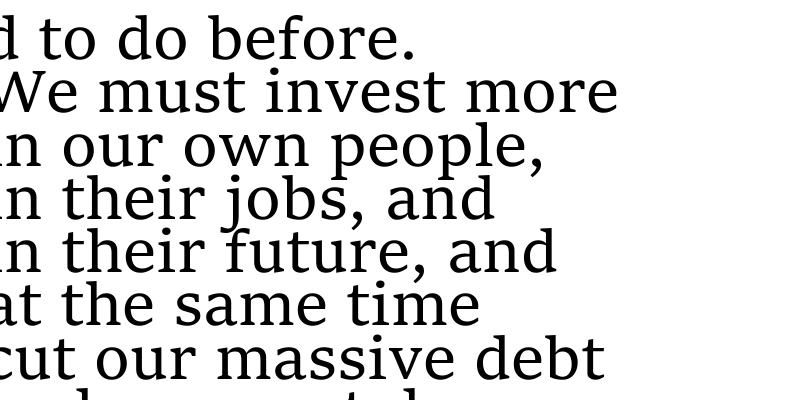 to do before.
We must invest more
in our own people,
in their jobs, and
in their future, and
at the same time
cut our massive debt